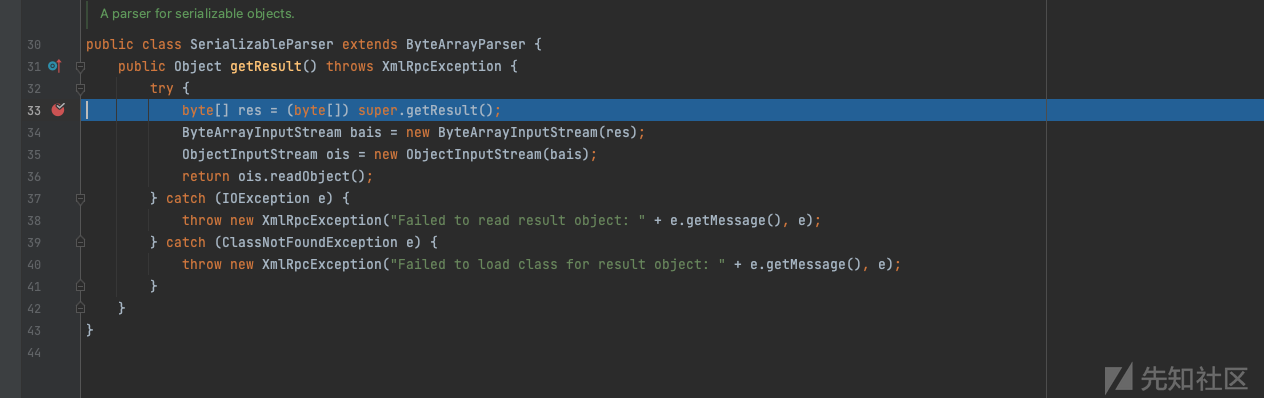 A parser for serializable objects.
30 public class SerializableParser extends ByteArrayParser {
31 public Object getResult() throws XmlRpcException {
32 try {
33 byte[] res = (byte[]) super.getResult();
34 ByteArrayInputStream bais = new ByteArrayInputStream(res);
35 ObjectInputStream ois = new ObjectInputStream(bais);
36 return ois.readObject();
37 } catch (IOException e) {
38 throw new XmlRpcException("Failed to read result object: " + e.getMessage(), e);
39 } catch (ClassNotFoundException e) {
40 throw new XmlRpcException("Failed to load class for result object: " + e.getMessage(), e);
41 }
42 }
43 }
44
先知社区